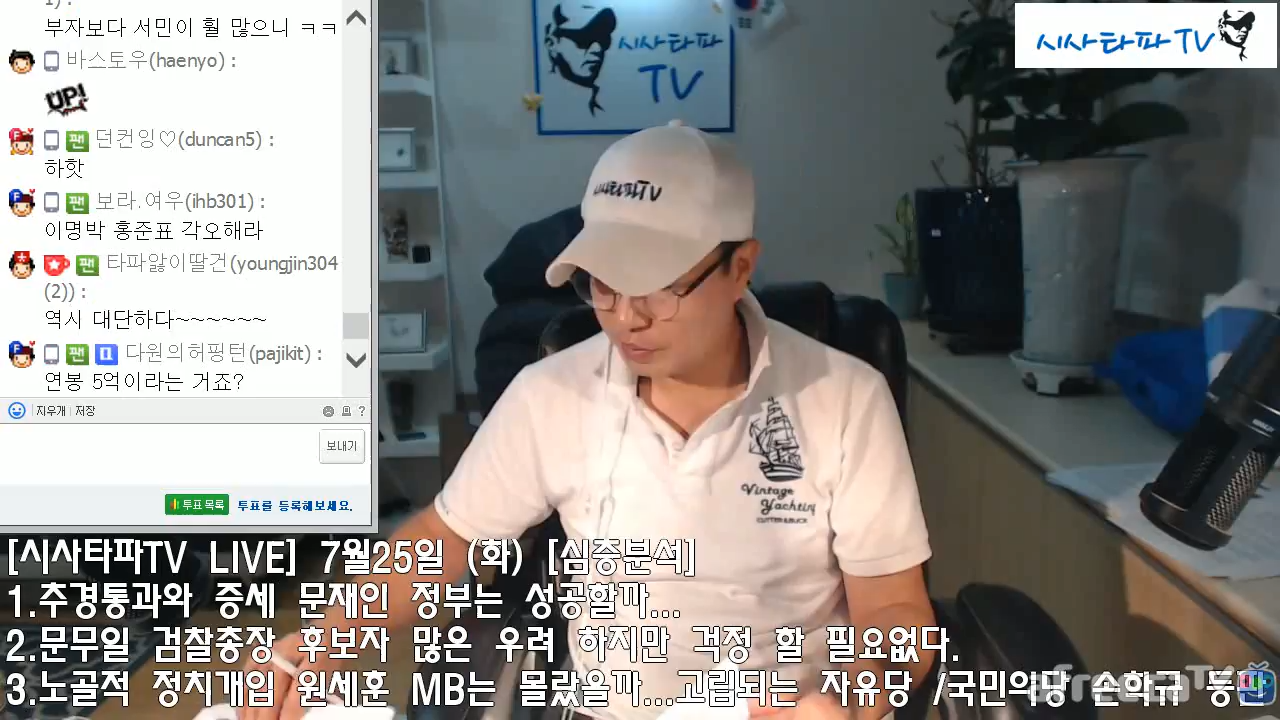 부자보다 서민이 훨 많으니 ㅋㅋ
바스토우(haenyo) :
UP!
팬 던컨잉♡(duncan5) :
하핫
팬 보라.여우(ihb301) :
이명박 홍준표 각오해라
팬 타파앓이딸건(youngjin304
(2)) :
역시 대단하다~~~~~~
팬 다원의허핑턴(pajikit) :
연봉 5억이라는 거죠?
지우개 저장
?
보내기
투표목록 투표를 등록해보세요.
시사타파
TV
시사타파TV
시사타파TV
Vintage
Yachting
CUTTER & BUCK
[시사타파TV LIVE] 7월25일 (화) [심층분석]
1.추경통과와 증세 문재인 정부는 성공할까...
2.문무일 검찰총장 후보자 많은 우려 하지만 걱정 할 필요없다.
3.노골적 정치개입 원세훈 MB는 몰랐을까...고립되는 자유당 /국민의당 손학규 등판
afreecaTV